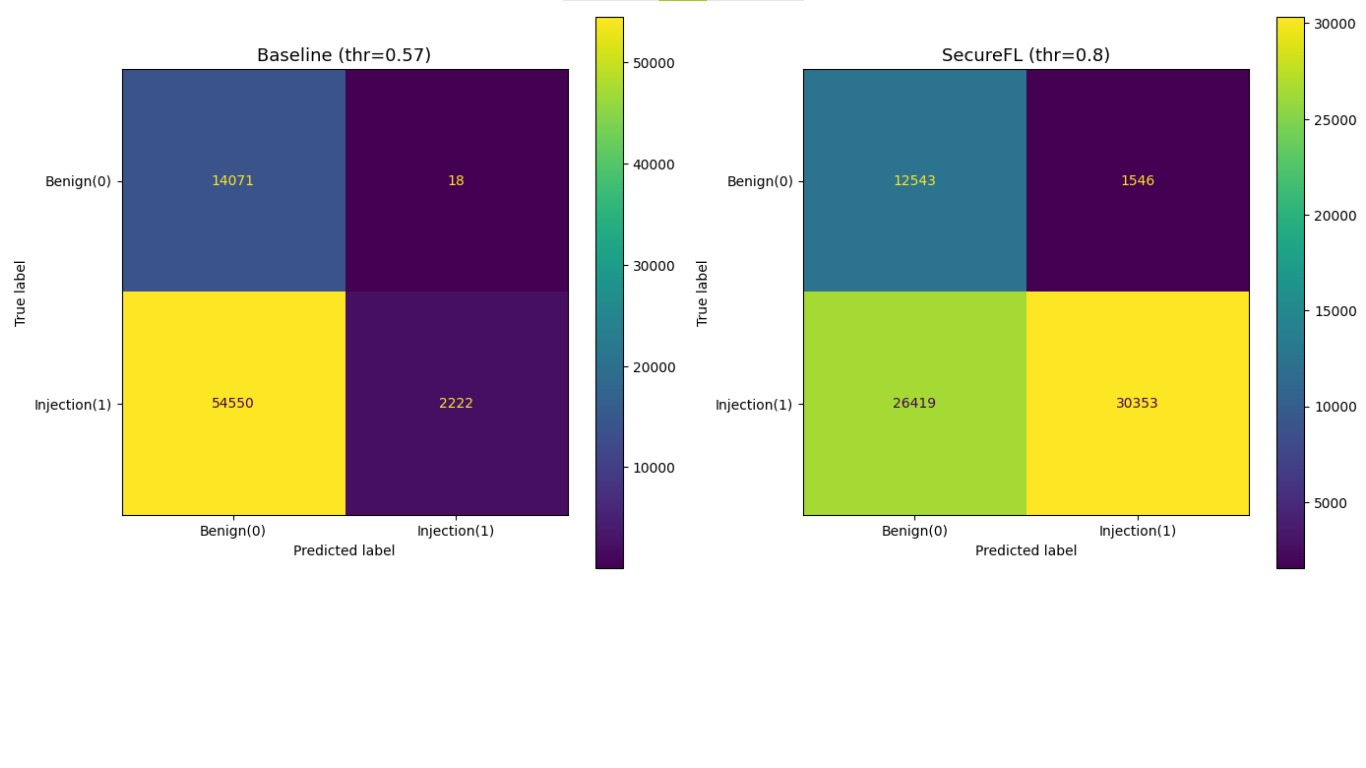 Baseline (thr=0.57)
Benign(0)
Injection(1)
True label
14071
18
54550
2222
Benign(0)
Injection(1)
Predicted label
50000
40000
30000
20000
10000
SecureFL (thr=0.8)
Benign(0)
Injection(1)
True label
12543
1546
26419
30353
Benign(0)
Injection(1)
Predicted label
30000
25000
20000
15000
10000
5000